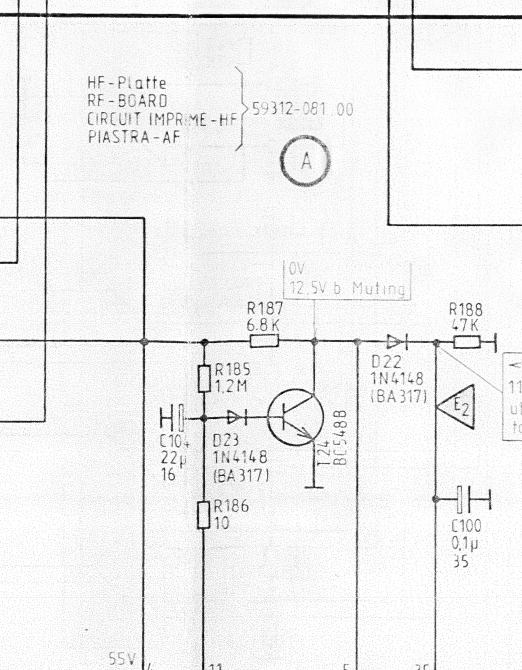 HF-Platte
RF-BOARD
CIRCUIT IMPRIME-HF
PIASTRA-AF
59312-081 00
A
0V
12,5V b Muting
R187
6.8K
R188
47K
R185
1,2M
D22
1N4148
(BA317)
E2
22µ
16
D23
1N4148
(BA317)
T24
BC548B
R186
10
C100
0,1µ
35
55V
4
11
5